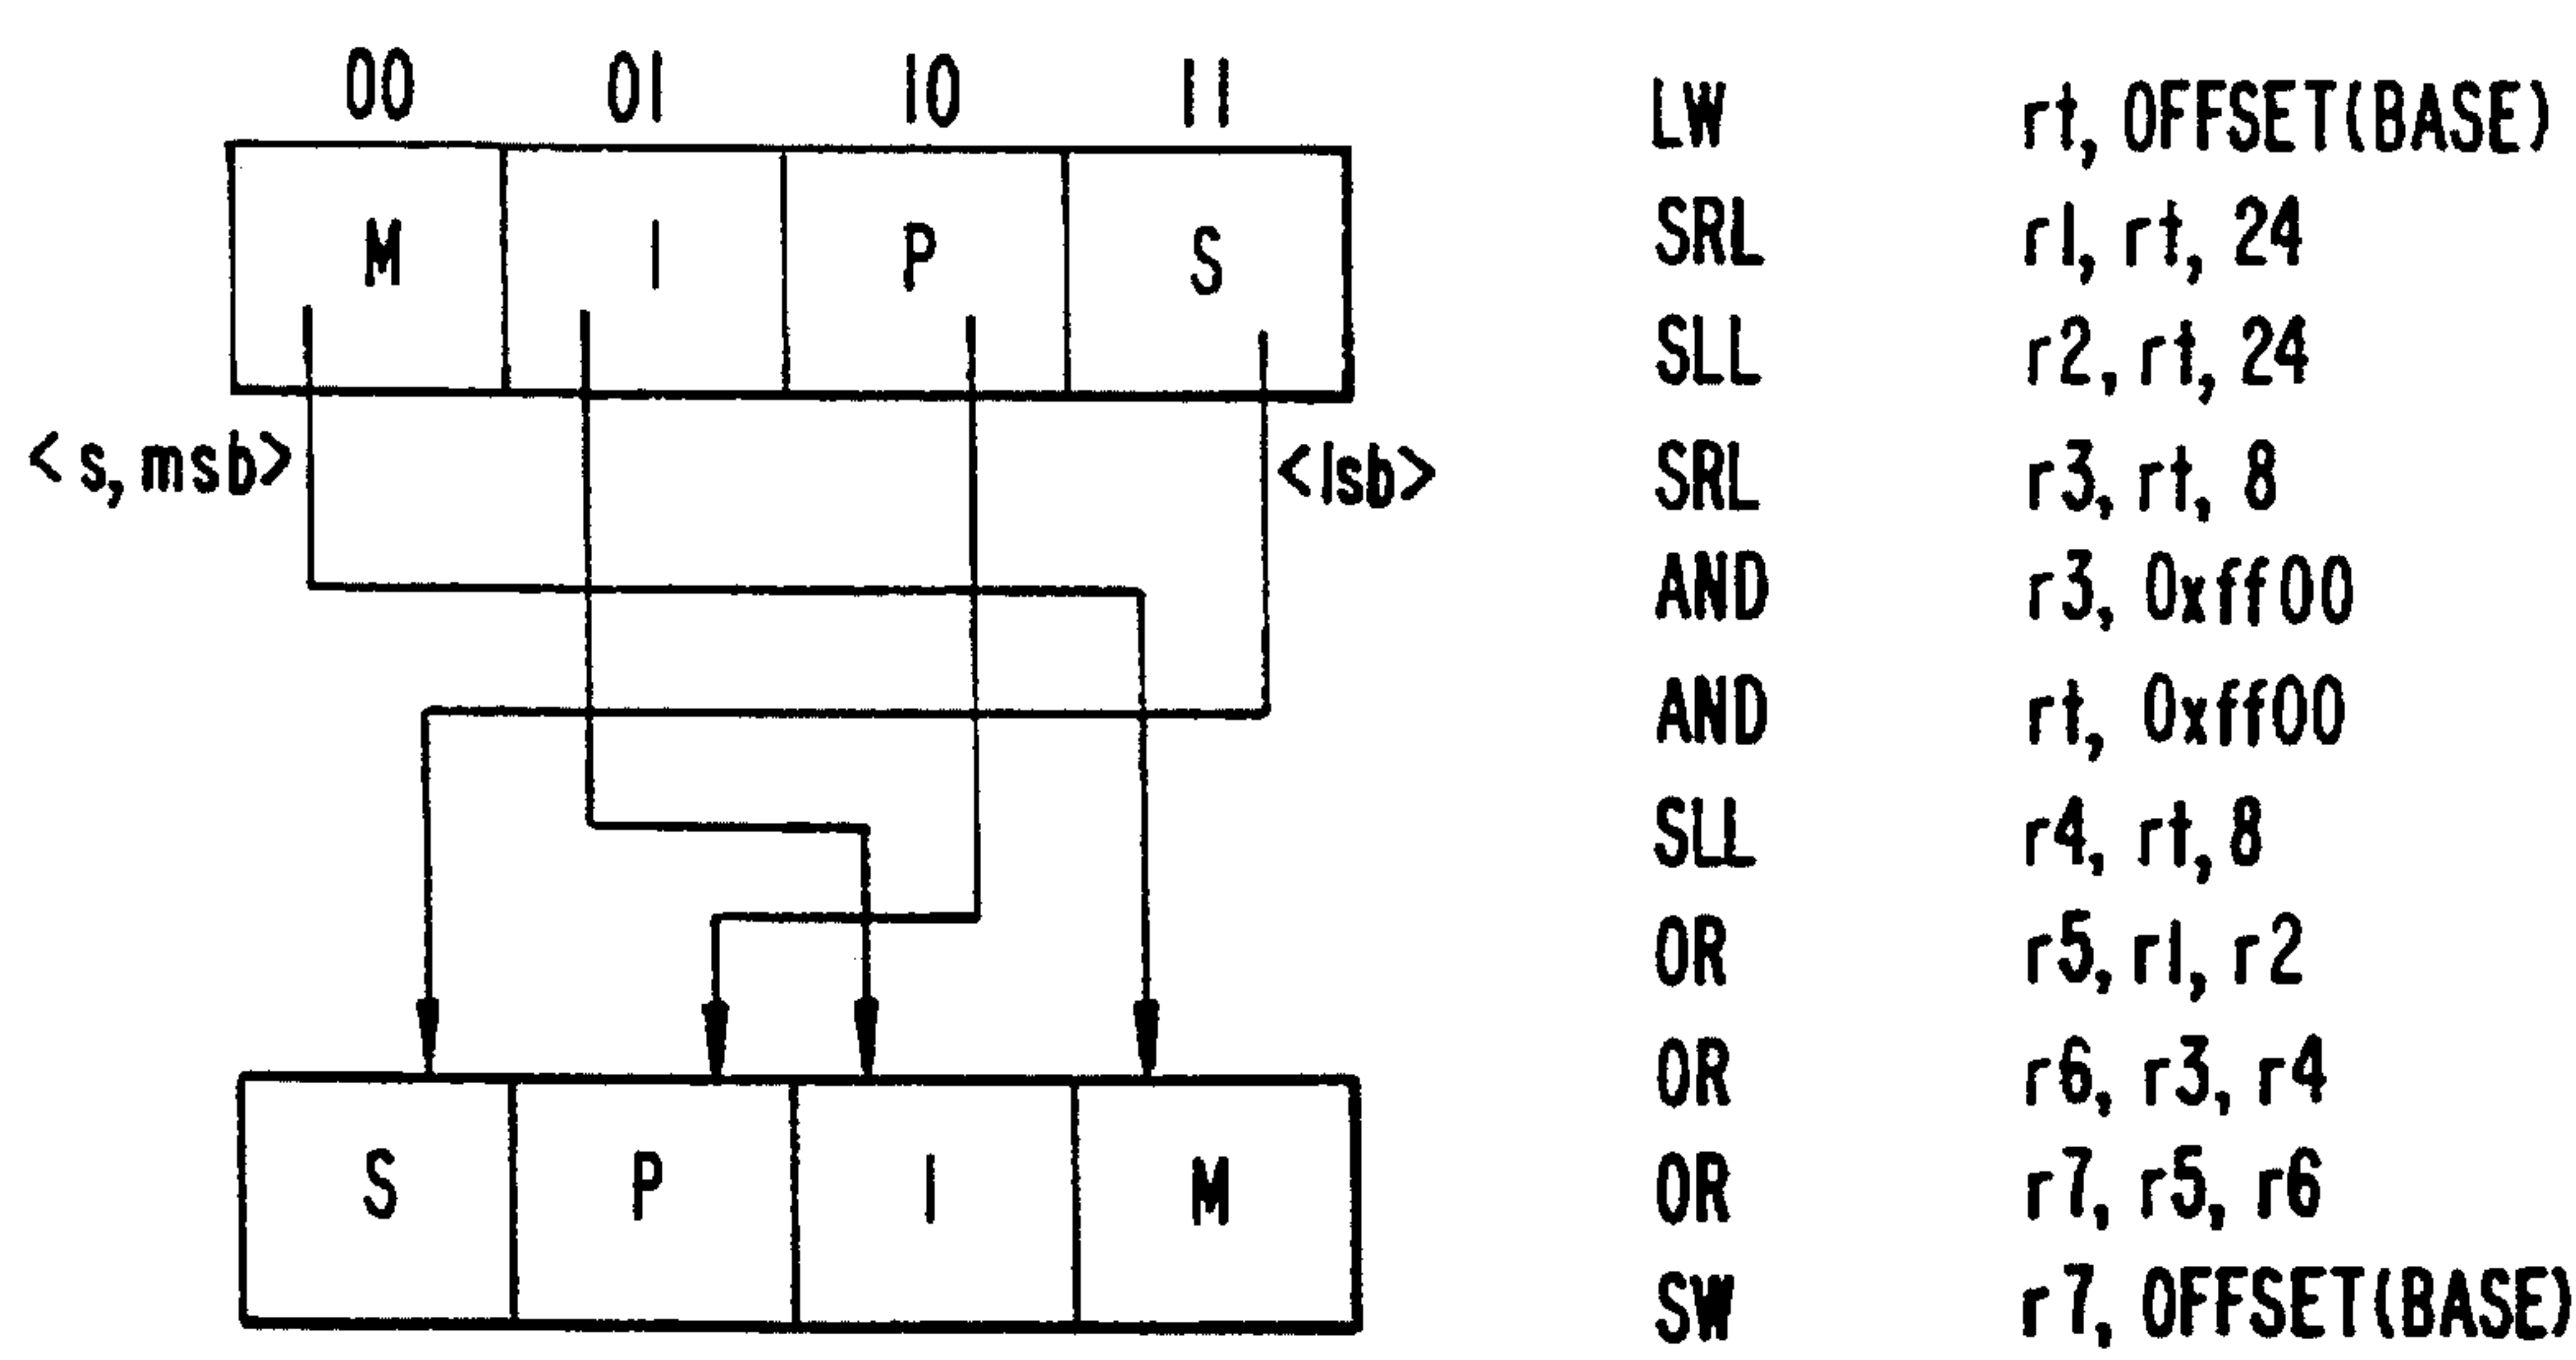 00 01 10 11
M I P S
<s,msb> <lsb>
S P I M
LW rt, OFFSET(BASE)
SRL r1, rt, 24
SLL r2, rt, 24
SRL r3, rt, 8
AND r3, 0xff00
AND rt, 0xff00
SLL r4, rt, 8
OR r5, r1, r2
OR r6, r3, r4
OR r7, r5, r6
SW r7, OFFSET(BASE)